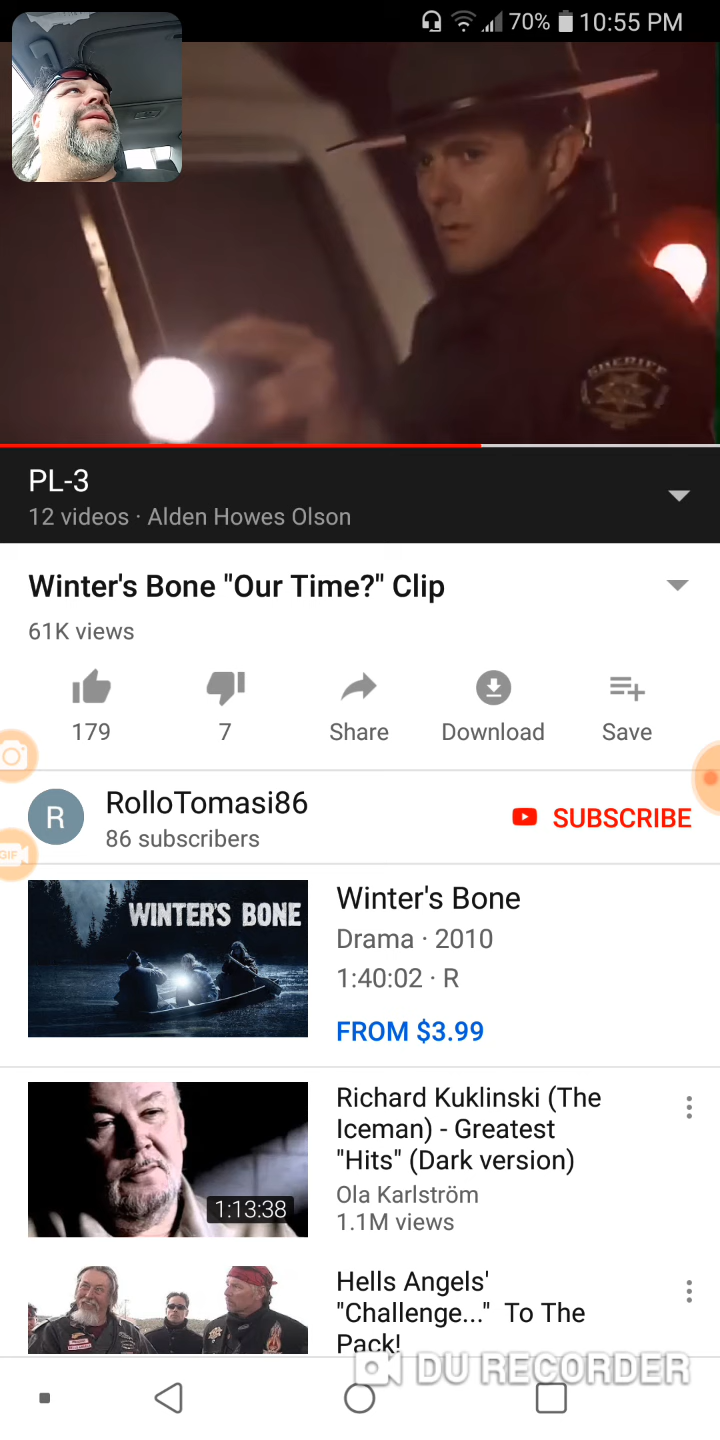 70% 10:55 PM
SHERIFF
PL-3
12 videos · Alden Howes Olson
Winter's Bone "Our Time?" Clip
61K views
179
7
Share
Download
Save
R
RolloTomasi86
86 subscribers
SUBSCRIBE
GIF
WINTER'S BONE
Winter's Bone
Drama · 2010
1:40:02 · R
FROM $3.99
Richard Kuklinski (The
Iceman) - Greatest
"Hits" (Dark version)
Ola Karlström
1.1M views
1:13:38
Hells Angels'
"Challenge..."  To The
Pack!
DU RECORDER